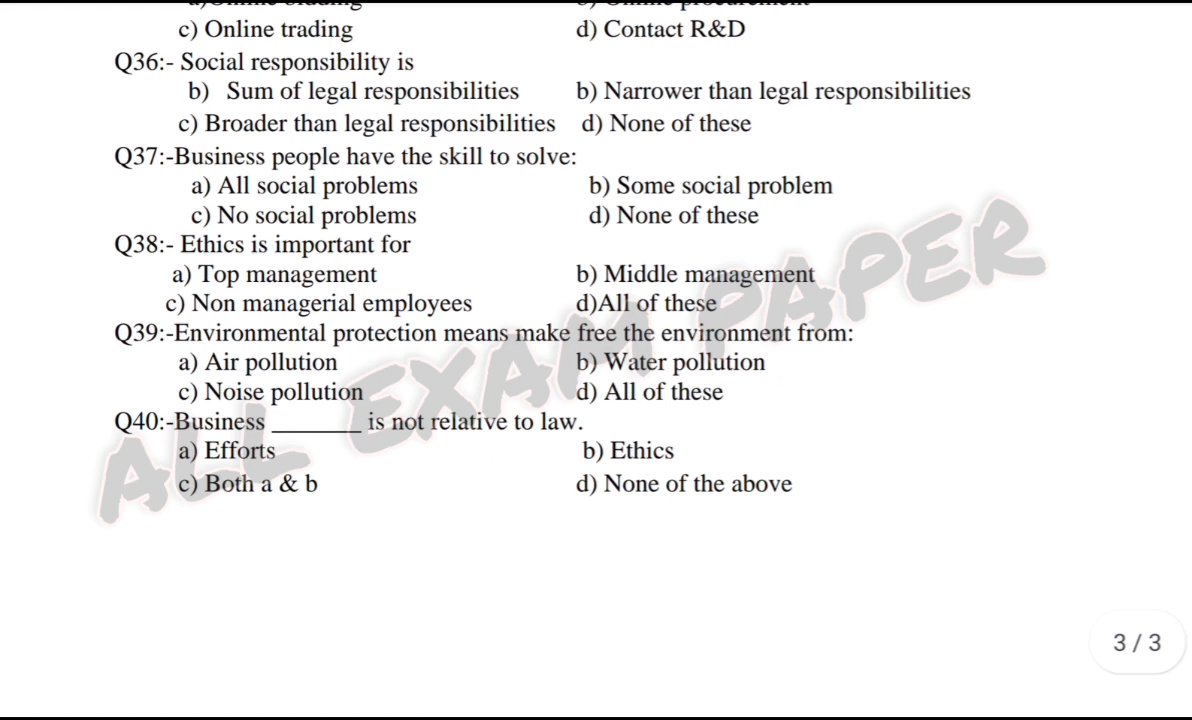 c) Online trading d) Contact R&D
Q36:- Social responsibility is
b) Sum of legal responsibilities b) Narrower than legal responsibilities
c) Broader than legal responsibilities d) None of these
Q37:-Business people have the skill to solve:
a) All social problems b) Some social problem
c) No social problems d) None of these
Q38:- Ethics is important for
a) Top management b) Middle management
c) Non managerial employees d)All of these
Q39:-Environmental protection means make free the environment from:
a) Air pollution b) Water pollution
c) Noise pollution d) All of these
Q40:-Business _______ is not relative to law.
a) Efforts b) Ethics
c) Both a & b d) None of the above
ALL EXAM PAPER
3 / 3